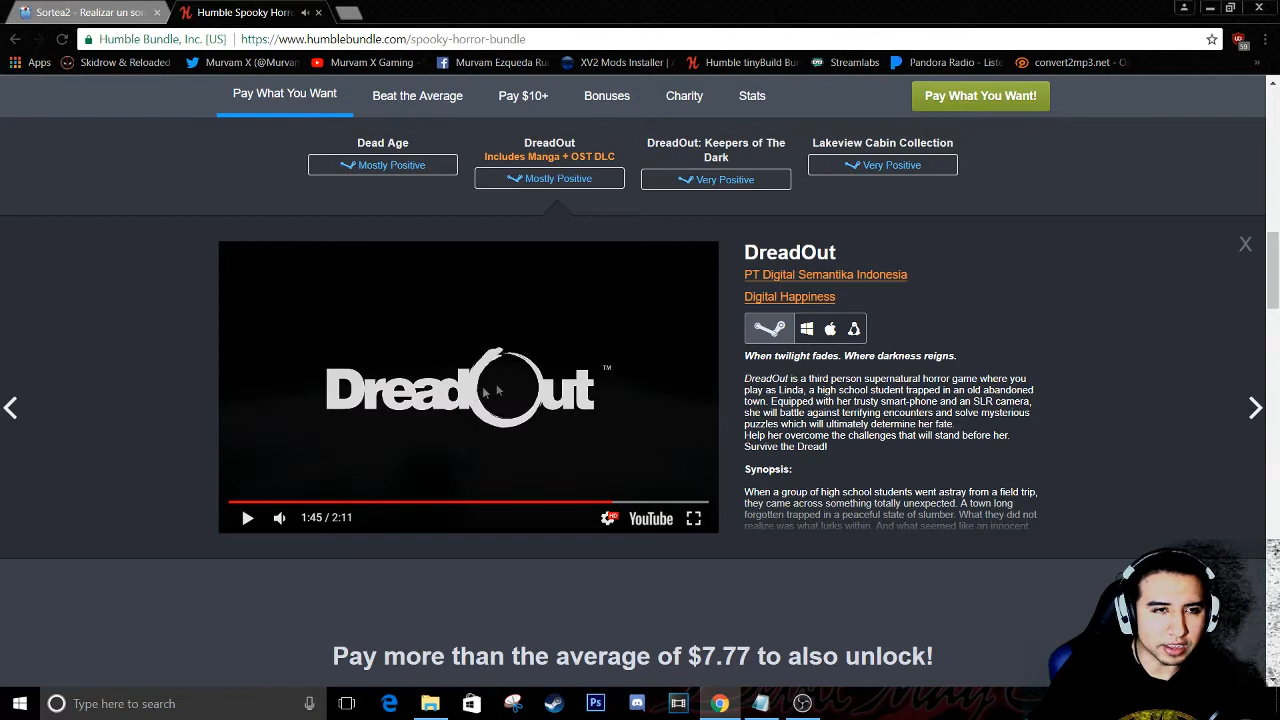 Sortea2 - Realizar un sor
Humble Spooky Horro
Humble Bundle, Inc. [US]
https://www.humblebundle.com/spooky-horror-bundle
Apps
Skidrow & Reloaded
Murvam X (@Murvam
Murvam X Gaming -
Murvam Ezqueda Ru
XV2 Mods Installer |
Humble tinyBuild Bu
Streamlabs
Pandora Radio - Liste
convert2mp3.net - O
»
59
Pay What You Want
Beat the Average
Pay $10+
Bonuses
Charity
Stats
Pay What You Want!
Dead Age
Mostly Positive
DreadOut
Includes Manga + OST DLC
Mostly Positive
DreadOut: Keepers of The
Dark
Very Positive
Lakeview Cabin Collection
Very Positive
X
DreadOut™
1:45 / 2:11
HD
YouTube
DreadOut
PT Digital Semantika Indonesia
Digital Happiness
When twilight fades. Where darkness reigns.
DreadOut is a third person supernatural horror game where you
play as Linda, a high school student trapped in an old abandoned
town. Equipped with her trusty smart-phone and an SLR camera,
she will battle against terrifying encounters and solve mysterious
puzzles which will ultimately determine her fate.
Help her overcome the challenges that will stand before her.
Survive the Dread!
Synopsis:
When a group of high school students went astray from a field trip,
they came across something totally unexpected. A town long
forgotten trapped in a peaceful state of slumber. What they did not
realize was what lurks within. And what seemed like an innocent
Pay more than the average of $7.77 to also unlock!
Type here to search
Ps